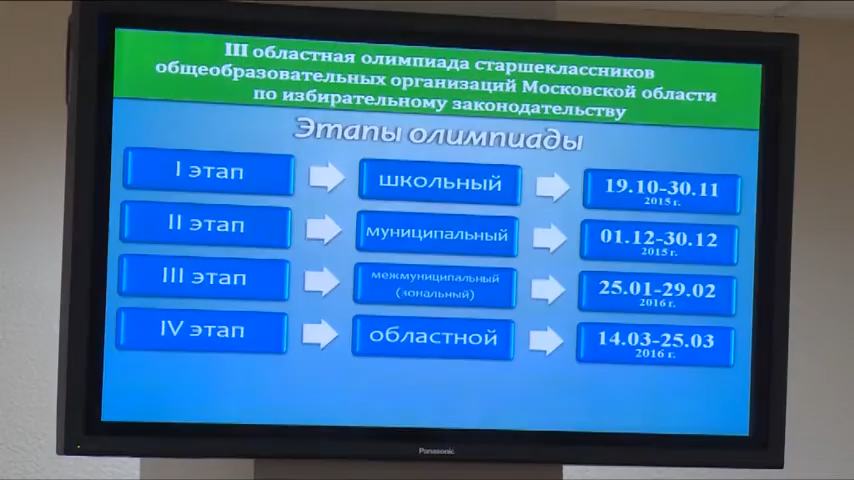 III областная олимпиада старшеклассников
общеобразовательных организаций Московской области
по избирательному законодательству
Этапы олимпиады
I этап
школьный
19.10-30.11
2015 г.
II этап
муниципальный
01.12-30.12
2015 г.
III этап
межмуниципальный
(зональный)
25.01-29.02
2016 г.
IV этап
областной
14.03-25.03
2016 г.
Panasonic